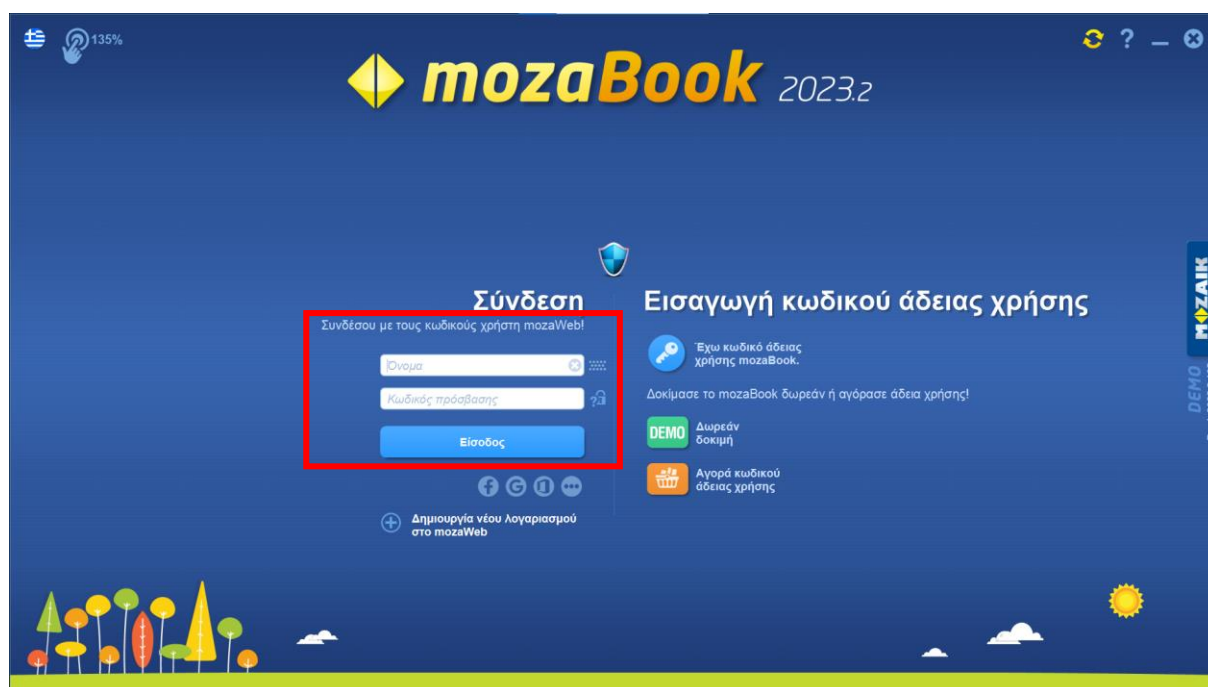 135%
?
mozaBook 2023.2
Σύνδεση
Συνδέσου με τους κωδικούς χρήστη mozaWeb!
Όνομα
Κωδικός πρόσβασης
Είσοδος
Δημιουργία νέου λογαριασμού
στο mozaWeb
Εισαγωγή κωδικού άδειας χρήσης
Έχω κωδικό άδειας
χρήσης mozaBook.
Δοκίμασε το mozaBook δωρεάν ή αγόρασε άδεια χρήσης!
DEMO
Δωρεάν
δοκιμή
Αγορά κωδικού
άδειας χρήσης
MOZAIK
DEMO